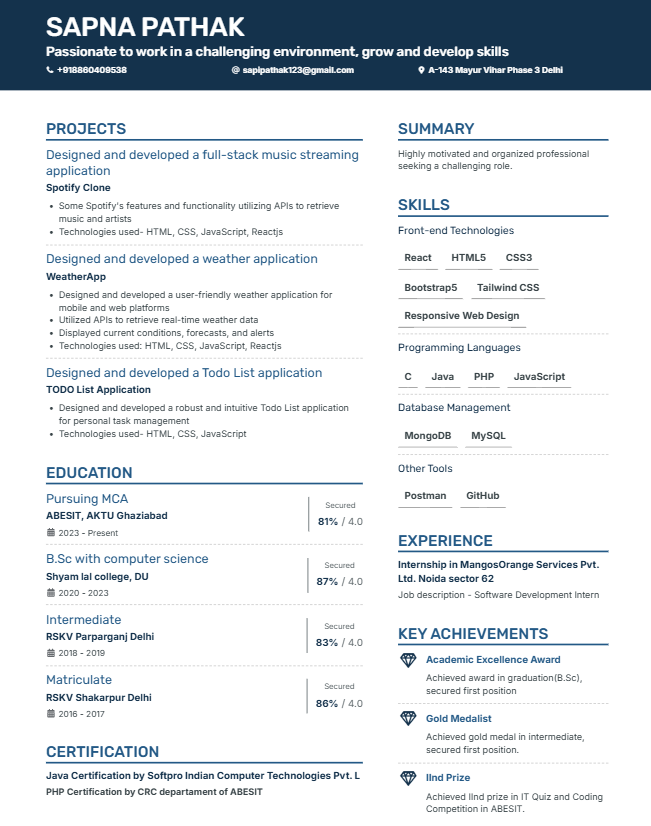 SAPNA PATHAK
Passionate to work in a challenging environment, grow and develop skills
+918860409538
@ sapipathak123@gmail.com
A-143 Mayur Vihar Phase 3 Delhi
PROJECTS
Designed and developed a full-stack music streaming
application
Spotify Clone
• Some Spotify's features and functionality utilizing APIs to retrieve
music and artists
• Technologies used- HTML, CSS, JavaScript, Reactjs
Designed and developed a weather application
WeatherApp
• Designed and developed a user-friendly weather application for
mobile and web platforms
• Utilized APIs to retrieve real-time weather data
• Displayed current conditions, forecasts, and alerts
• Technologies used: HTML, CSS, JavaScript, Reactjs
Designed and developed a Todo List application
TODO List Application
• Designed and developed a robust and intuitive Todo List application
for personal task management
• Technologies used- HTML, CSS, JavaScript
EDUCATION
Pursuing MCA
ABESIT, AKTU Ghaziabad
2023 - Present
Secured
81% / 4.0
B.Sc with computer science
Shyam lal college, DU
2020 - 2023
Secured
87% / 4.0
Intermediate
RSKV Parparganj Delhi
2018 - 2019
Secured
83% / 4.0
Matriculate
RSKV Shakarpur Delhi
2016 - 2017
Secured
86% / 4.0
CERTIFICATION
Java Certification by Softpro Indian Computer Technologies Pvt. L
PHP Certification by CRC departament of ABESIT
SUMMARY
Highly motivated and organized professional
seeking a challenging role.
SKILLS
Front-end Technologies
React HTML5 CSS3
Bootstrap5 Tailwind CSS
Responsive Web Design
Programming Languages
C Java PHP JavaScript
Database Management
MongoDB MySQL
Other Tools
Postman GitHub
EXPERIENCE
Internship in MangosOrange Services Pvt.
Ltd. Noida sector 62
Job description - Software Development Intern
KEY ACHIEVEMENTS
Academic Excellence Award
Achieved award in graduation(B.Sc),
secured first position
Gold Medalist
Achieved gold medal in intermediate,
secured first position.
IInd Prize
Achieved IInd prize in IT Quiz and Coding
Competition in ABESIT.